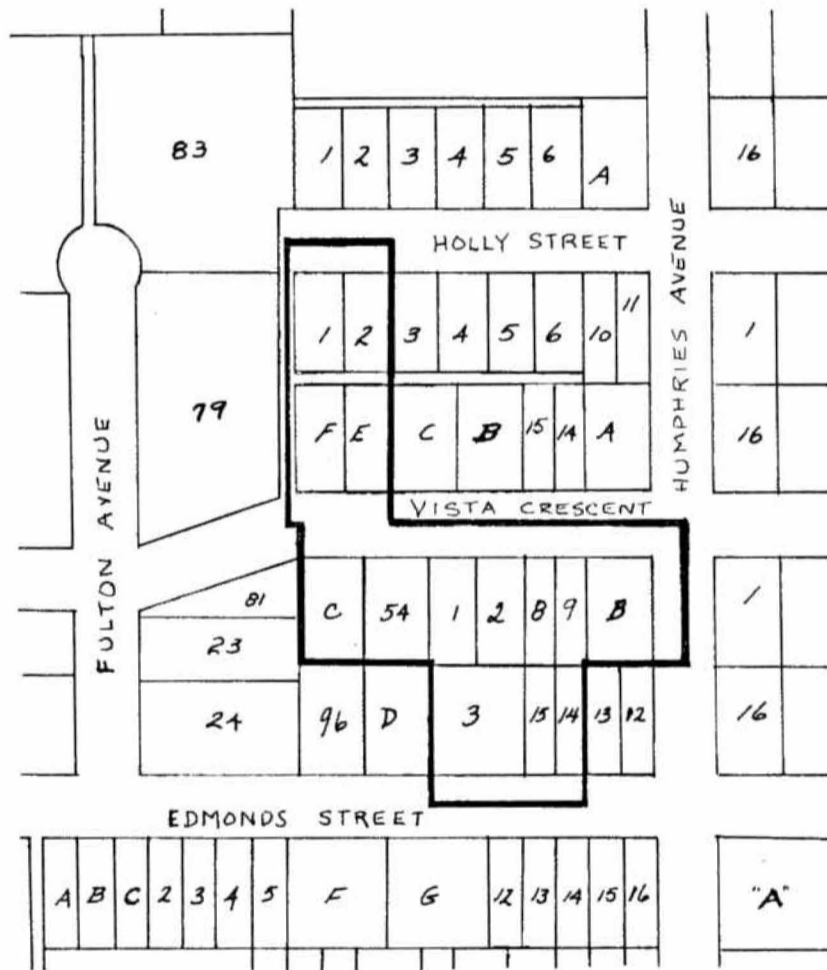 83
1 2 3 4 5 6 A
16
HOLLY STREET
HUMPHRIES AVENUE
1 2 3 4 5 6 10 11
1
79
F E C B 15 14 A
16
FULTON AVENUE
VISTA CRESCENT
81
C 54 1 2 8 9 B
1
23
24
96 D 3 15 14 13 12
16
EDMONDS STREET
A B C 2 3 4 5 F G 12 13 14 15 16
"A"